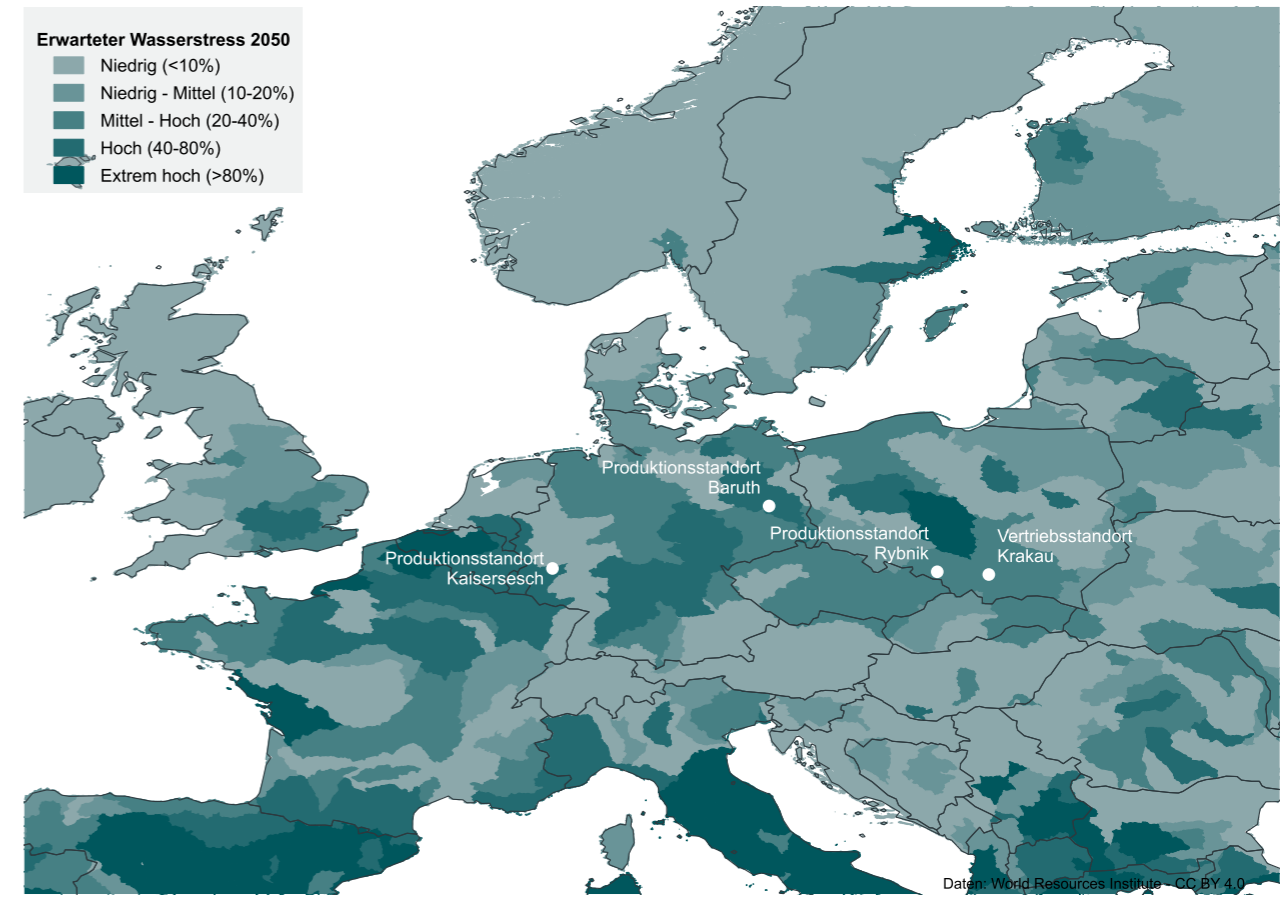 Erwarteter Wasserstress 2050
Niedrig (<10%)
Niedrig - Mittel (10-20%)
Mittel - Hoch (20-40%)
Hoch (40-80%)
Extrem hoch (>80%)
Produktionsstandort
Baruth
Produktionsstandort
Rybnik
Vertriebsstandort
Krakau
Produktionsstandort
Kaisersesch
Daten: World Resources Institute - CC BY 4.0